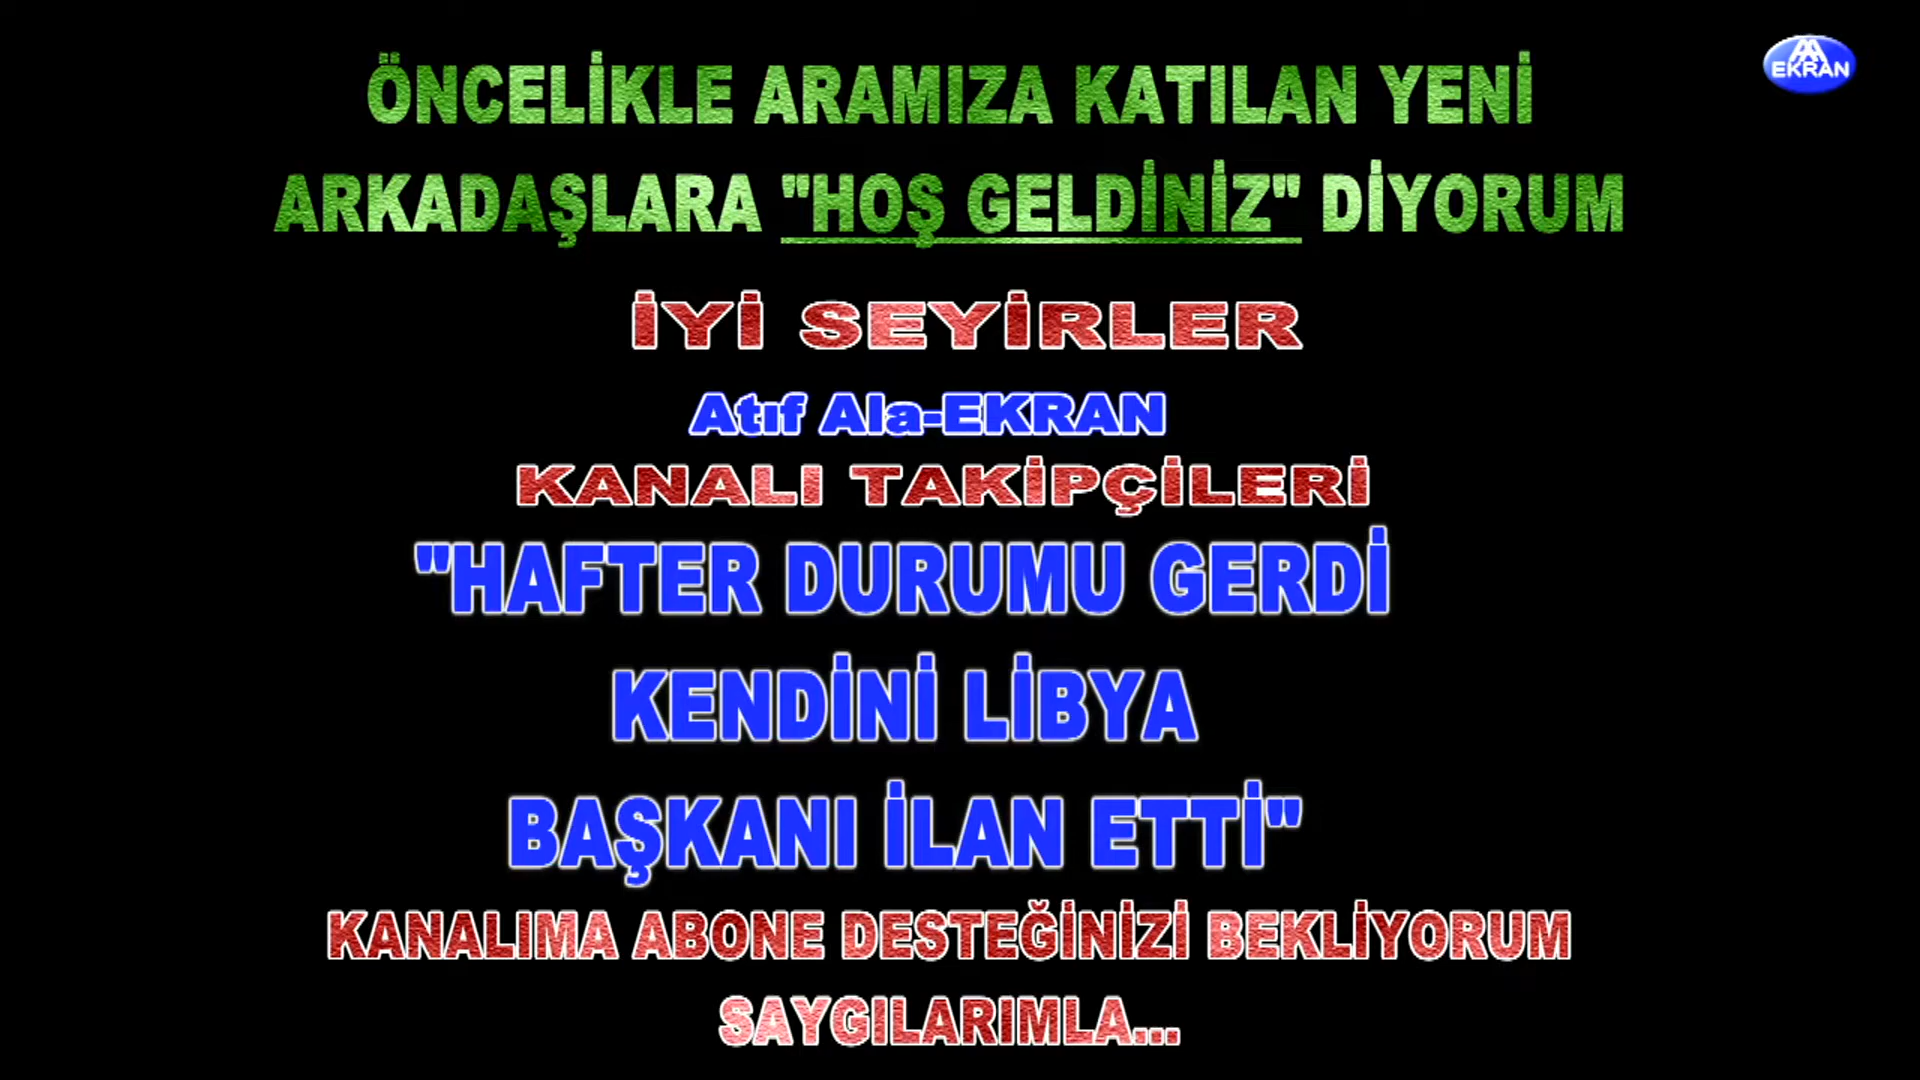 ÖNCELİKLE ARAMIZA KATILAN YENİ
ARKADAŞLARA "HOŞ GELDİNİZ" DİYORUM
İYİ SEYİRLER
Atıf Ala-EKRAN
KANALI TAKİPÇİLERİ
"HAFTER DURUMU GERDİ
KENDİNİ LİBYA
BAŞKANI İLAN ETTİ"
KANALIMA ABONE DESTEĞİNİZİ BEKLİYORUM
SAYGILARIMLA...
AA
EKRAN